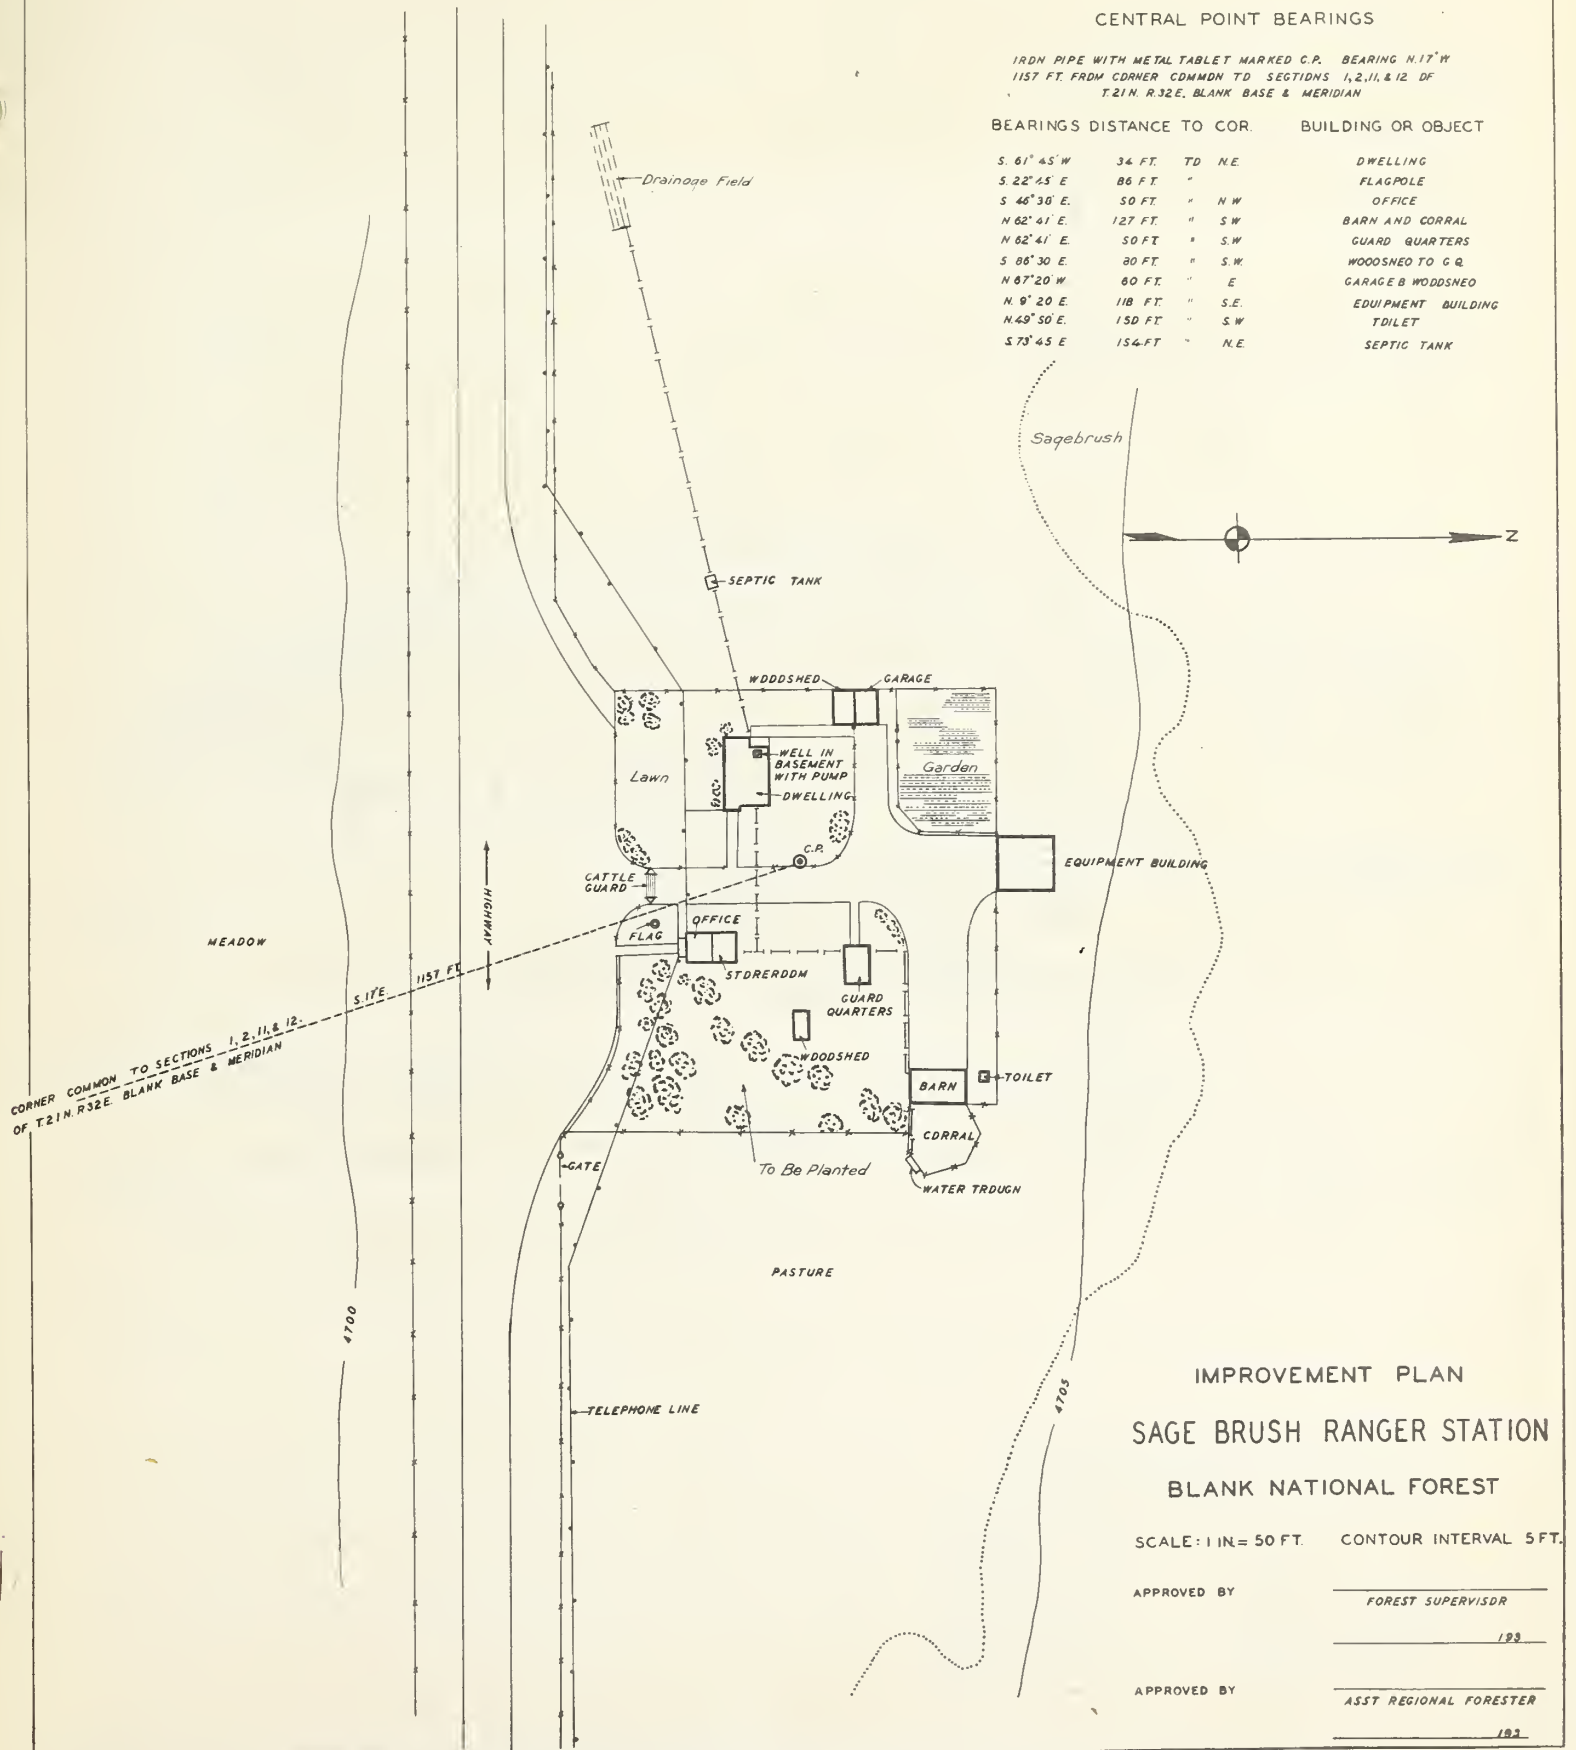 CENTRAL POINT BEARINGS
IRON PIPE WITH METAL TABLET MARKED C.P. BEARING N.17°W
1157 FT. FROM CORNER COMMON TO SECTIONS 1,2,11,& 12 OF
T.21N. R.32E. BLANK BASE & MERIDIAN
BEARINGS DISTANCE TO COR. BUILDING OR OBJECT
S. 61° 45' W 34 FT. TO N.E. DWELLING
S. 22° 45' E 86 FT. " FLAGPOLE
S 46° 30' E. 50 FT. " N W OFFICE
N 62° 41' E. 127 FT. " S W BARN AND CORRAL
N 62° 41' E. 50 FT " S.W GUARD QUARTERS
S 86° 30 E. 80 FT. " S.W. WOODSHED TO G Q
N 67° 20' W 60 FT. " E GARAGE & WOODSHED
N. 9° 20 E. 118 FT. " S.E. EQUIPMENT BUILDING
N. 49° 50' E. 150 FT " S W TOILET
S. 73° 45 E 154 FT " N.E. SEPTIC TANK
Drainage Field
Sagebrush
N
SEPTIC TANK
WOODSHED
GARAGE
WELL IN
BASEMENT
WITH PUMP
DWELLING
Lawn
Garden
C.P.
EQUIPMENT BUILDING
CATTLE
GUARD
HIGHWAY
OFFICE
FLAG
STOREROOM
MEADOW
S.17E. 1157 FT.
GUARD
QUARTERS
CORNER COMMON TO SECTIONS 1, 2, 11, & 12.
OF T.21N. R32E. BLANK BASE & MERIDIAN
WOODSHED
BARN
TOILET
CORRAL
GATE
To Be Planted
WATER TROUGH
PASTURE
4700
4705
TELEPHONE LINE
IMPROVEMENT PLAN
SAGE BRUSH RANGER STATION
BLANK NATIONAL FOREST
SCALE: 1 IN. = 50 FT. CONTOUR INTERVAL 5 FT.
APPROVED BY
FOREST SUPERVISOR
193
APPROVED BY
ASST REGIONAL FORESTER
193